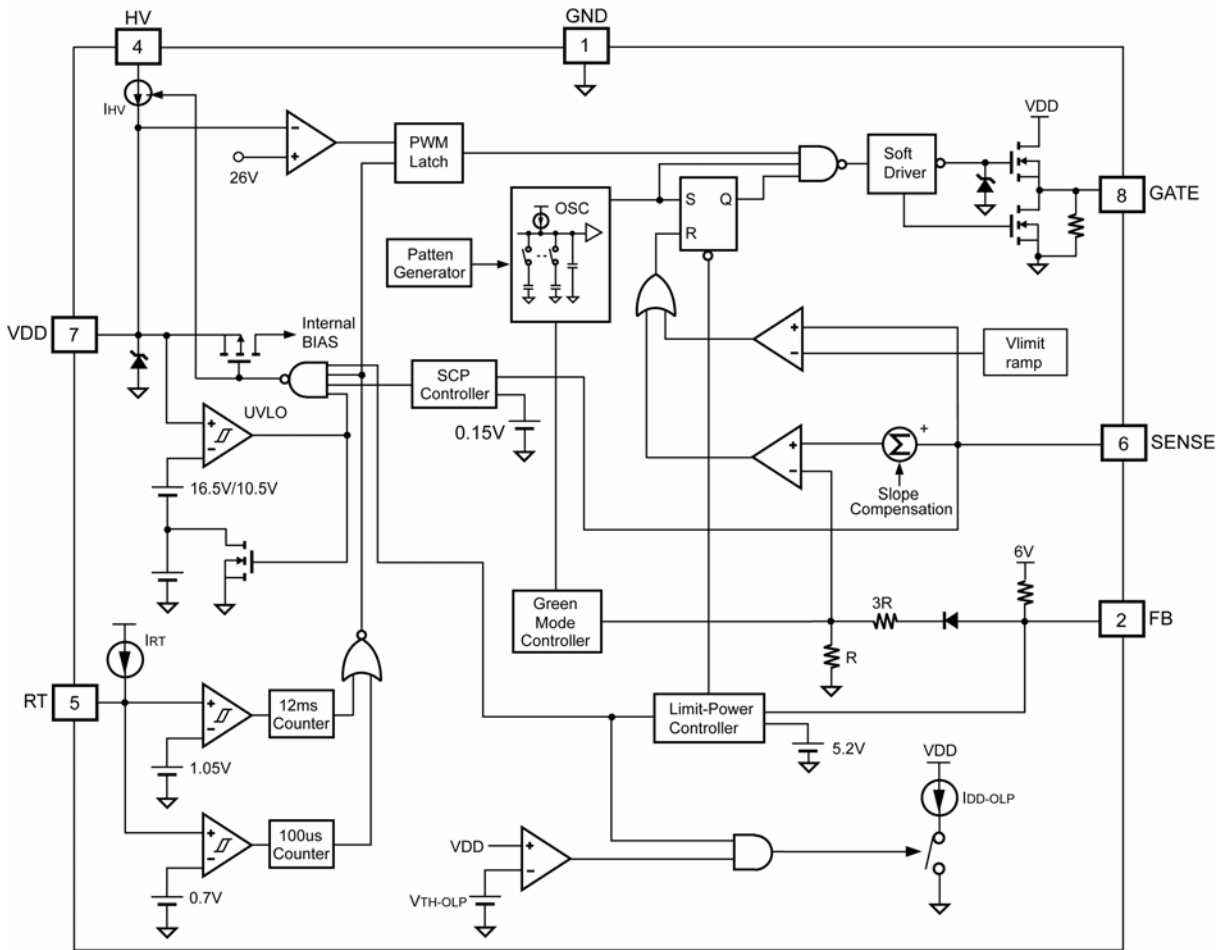 HV
4
GND
1
IHV
26V
PWM
Latch
Soft
Driver
VDD
8
GATE
OSC
S
Q
R
Patten
Generator
VDD
7
Internal
BIAS
SCP
Controller
0.15V
Vlimit
ramp
UVLO
16.5V/10.5V
Σ
+
Slope
Compensation
6
SENSE
6V
Green
Mode
Controller
3R
R
2
FB
IRT
RT
5
12ms
Counter
1.05V
Limit-Power
Controller
5.2V
100us
Counter
0.7V
VDD
VTH-OLP
VDD
IDD-OLP